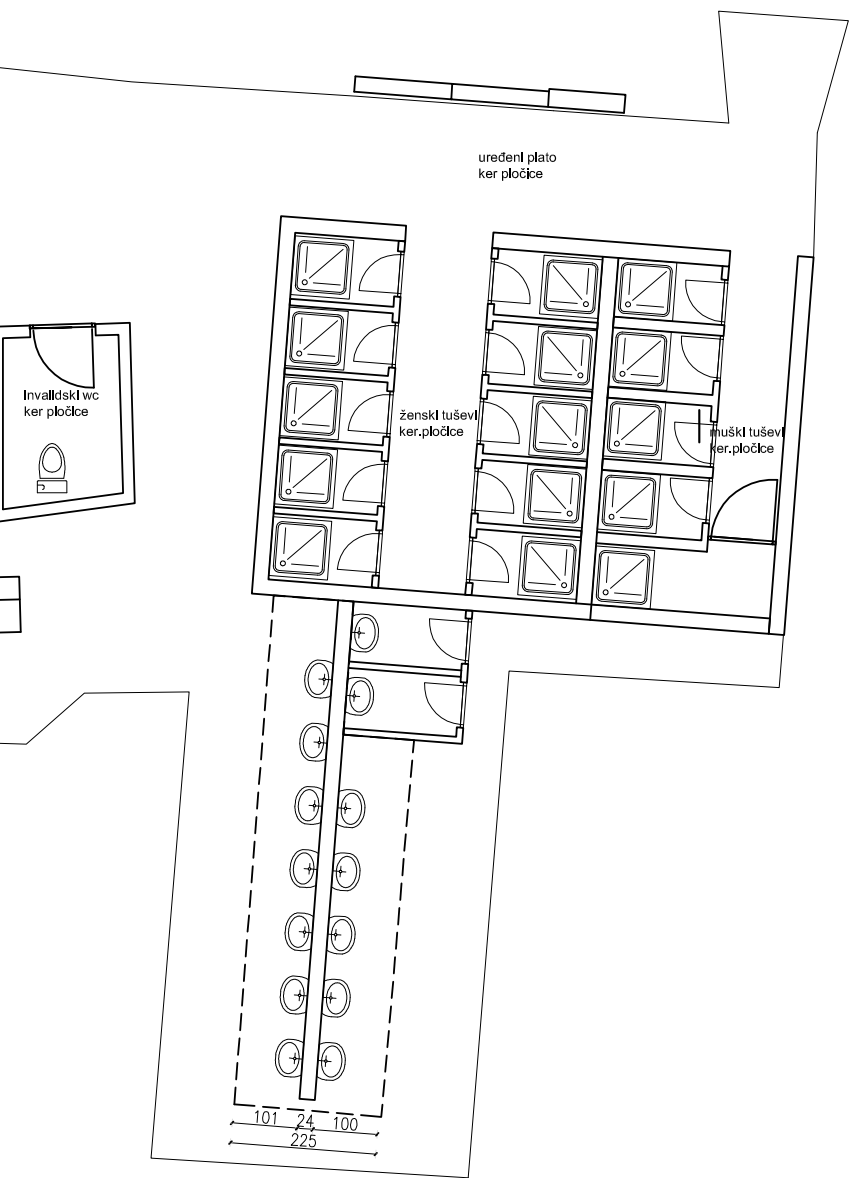 uređeni plato
ker pločice
Invalidski wc
ker pločice
ženski tuševi
ker.pločice
muški tuševi
ker.pločice
101 24 100
225